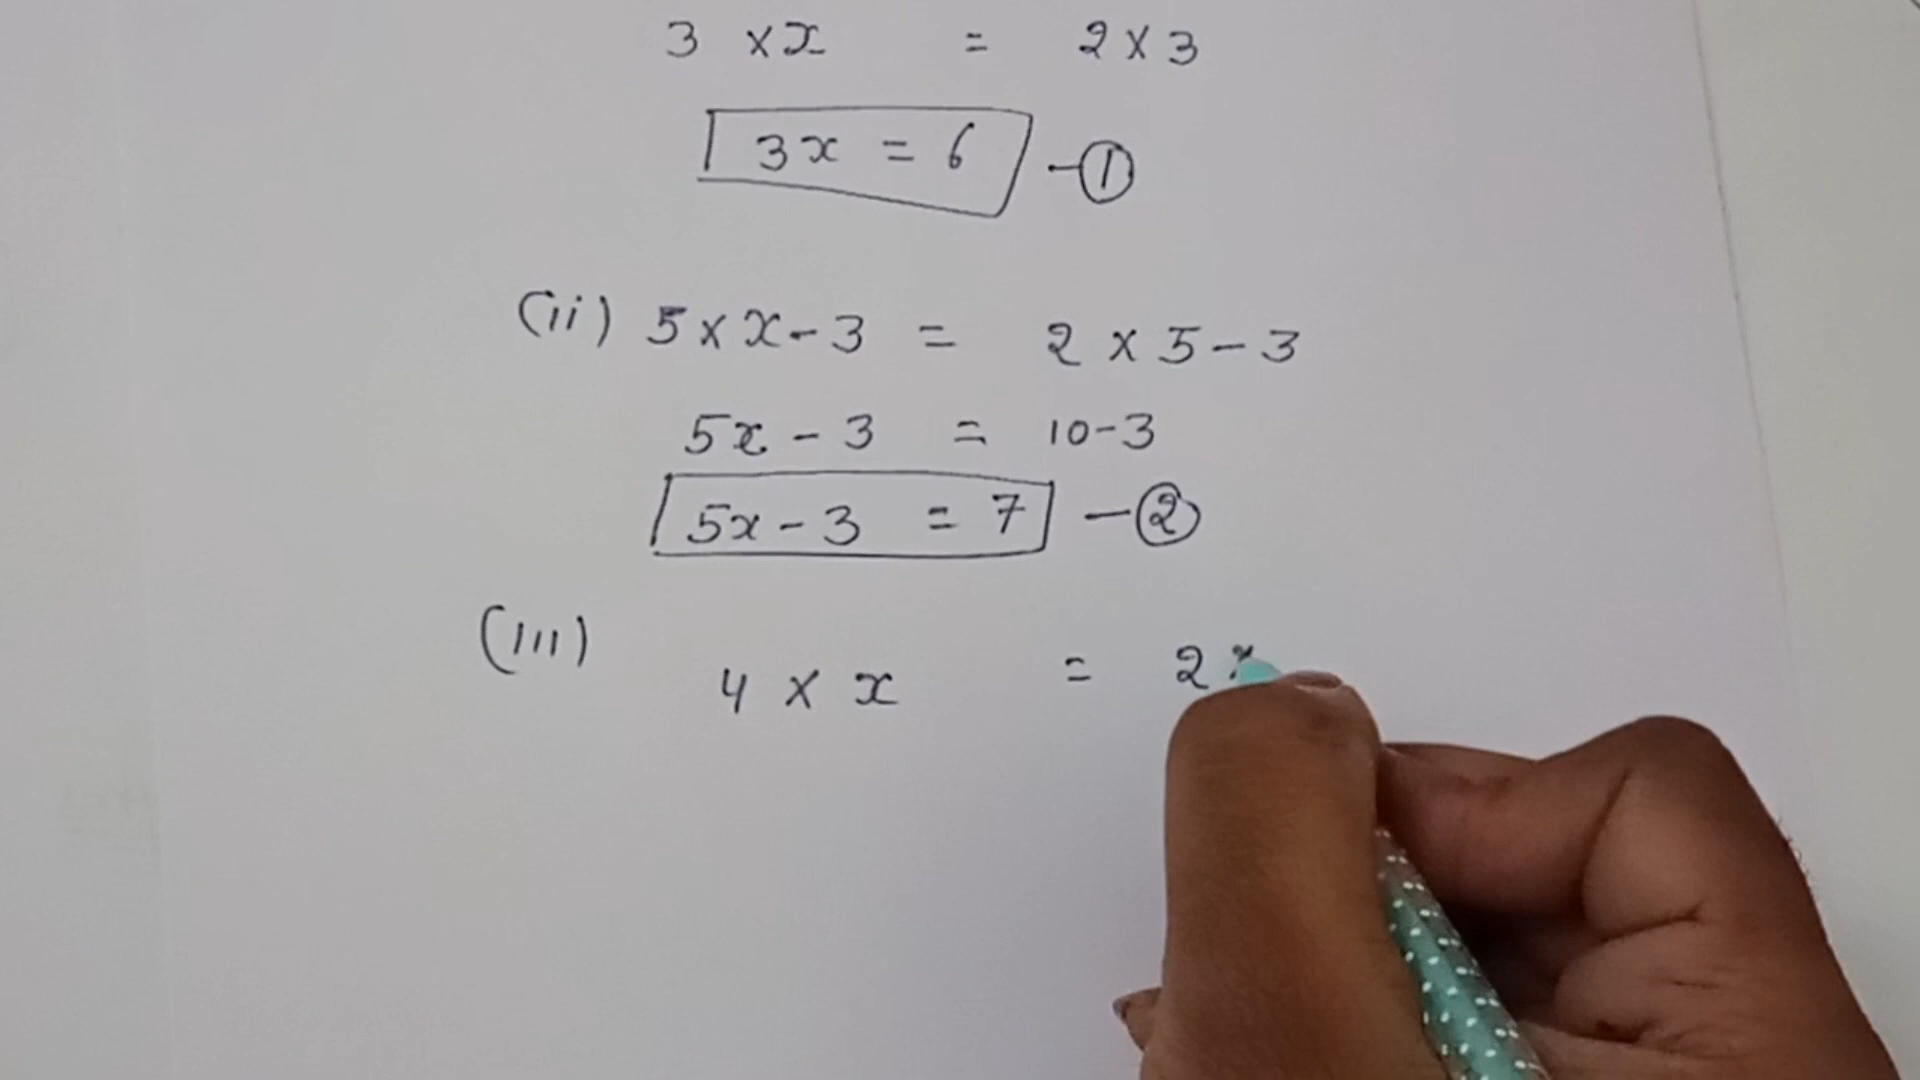 3 × x = 2 × 3
3x = 6 - ①
(ii) 5 × x - 3 = 2 × 5 - 3
5x - 3 = 10 - 3
5x - 3 = 7 - ②
(iii) 4 × x = 2 ×